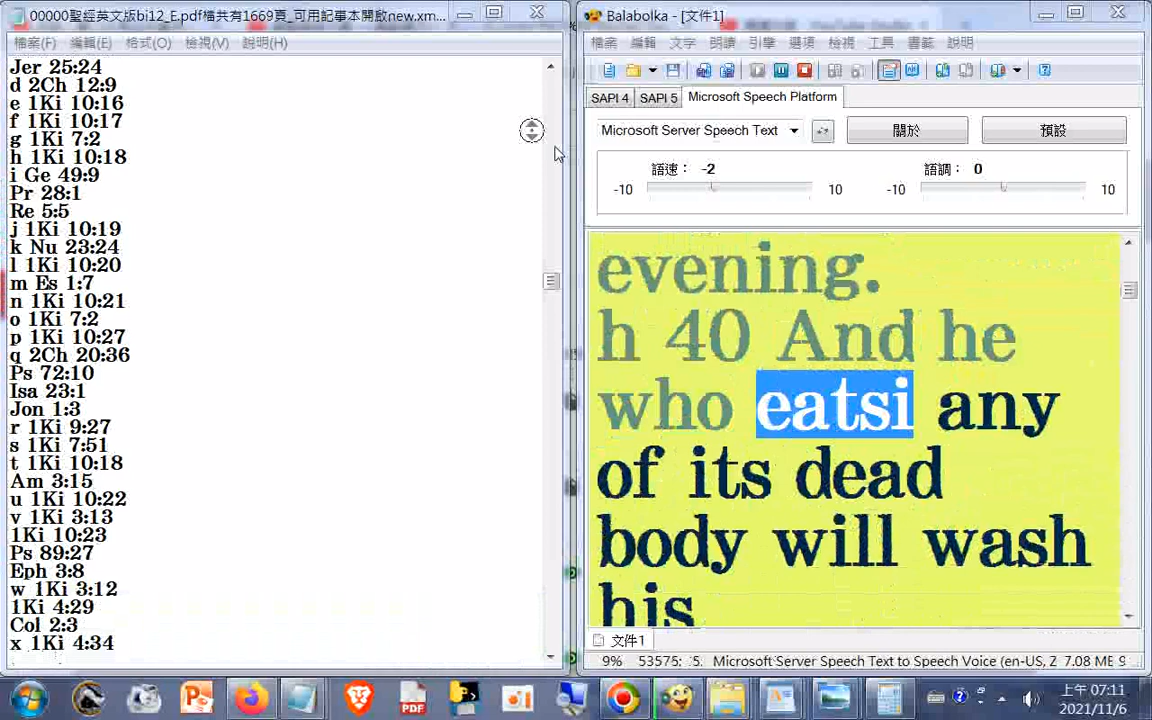 00000聖經英文版bi12_E.pdf檔共有1669頁_可用記事本開啟new.xm...
檔案(F) 編輯(E) 格式(O) 檢視(V) 說明(H)
Jer 25:24
d 2Ch 12:9
e 1Ki 10:16
f 1Ki 10:17
g 1Ki 7:2
h 1Ki 10:18
i Ge 49:9
Pr 28:1
Re 5:5
j 1Ki 10:19
k Nu 23:24
l 1Ki 10:20
m Es 1:7
n 1Ki 10:21
o 1Ki 7:2
p 1Ki 10:27
q 2Ch 20:36
Ps 72:10
Isa 23:1
Jon 1:3
r 1Ki 9:27
s 1Ki 7:51
t 1Ki 10:18
Am 3:15
u 1Ki 10:22
v 1Ki 3:13
1Ki 10:23
Ps 89:27
Eph 3:8
w 1Ki 3:12
1Ki 4:29
Col 2:3
x 1Ki 4:34
Balabolka - [文件1]
檔案 編輯 文字 朗讀 引擎 選項 檢視 工具 書籤 說明
SAPI 4 SAPI 5 Microsoft Speech Platform
Microsoft Server Speech Text 關於 預設
語速： -2 語調： 0
-10 10 -10 10
evening.
h 40 And he
who eatsi any
of its dead
body will wash
his
文件1
9% 53575: 5. Microsoft Server Speech Text to Speech Voice (en-US, 2 7.08 MB 9
PDF
上午 07:11
2021/11/6